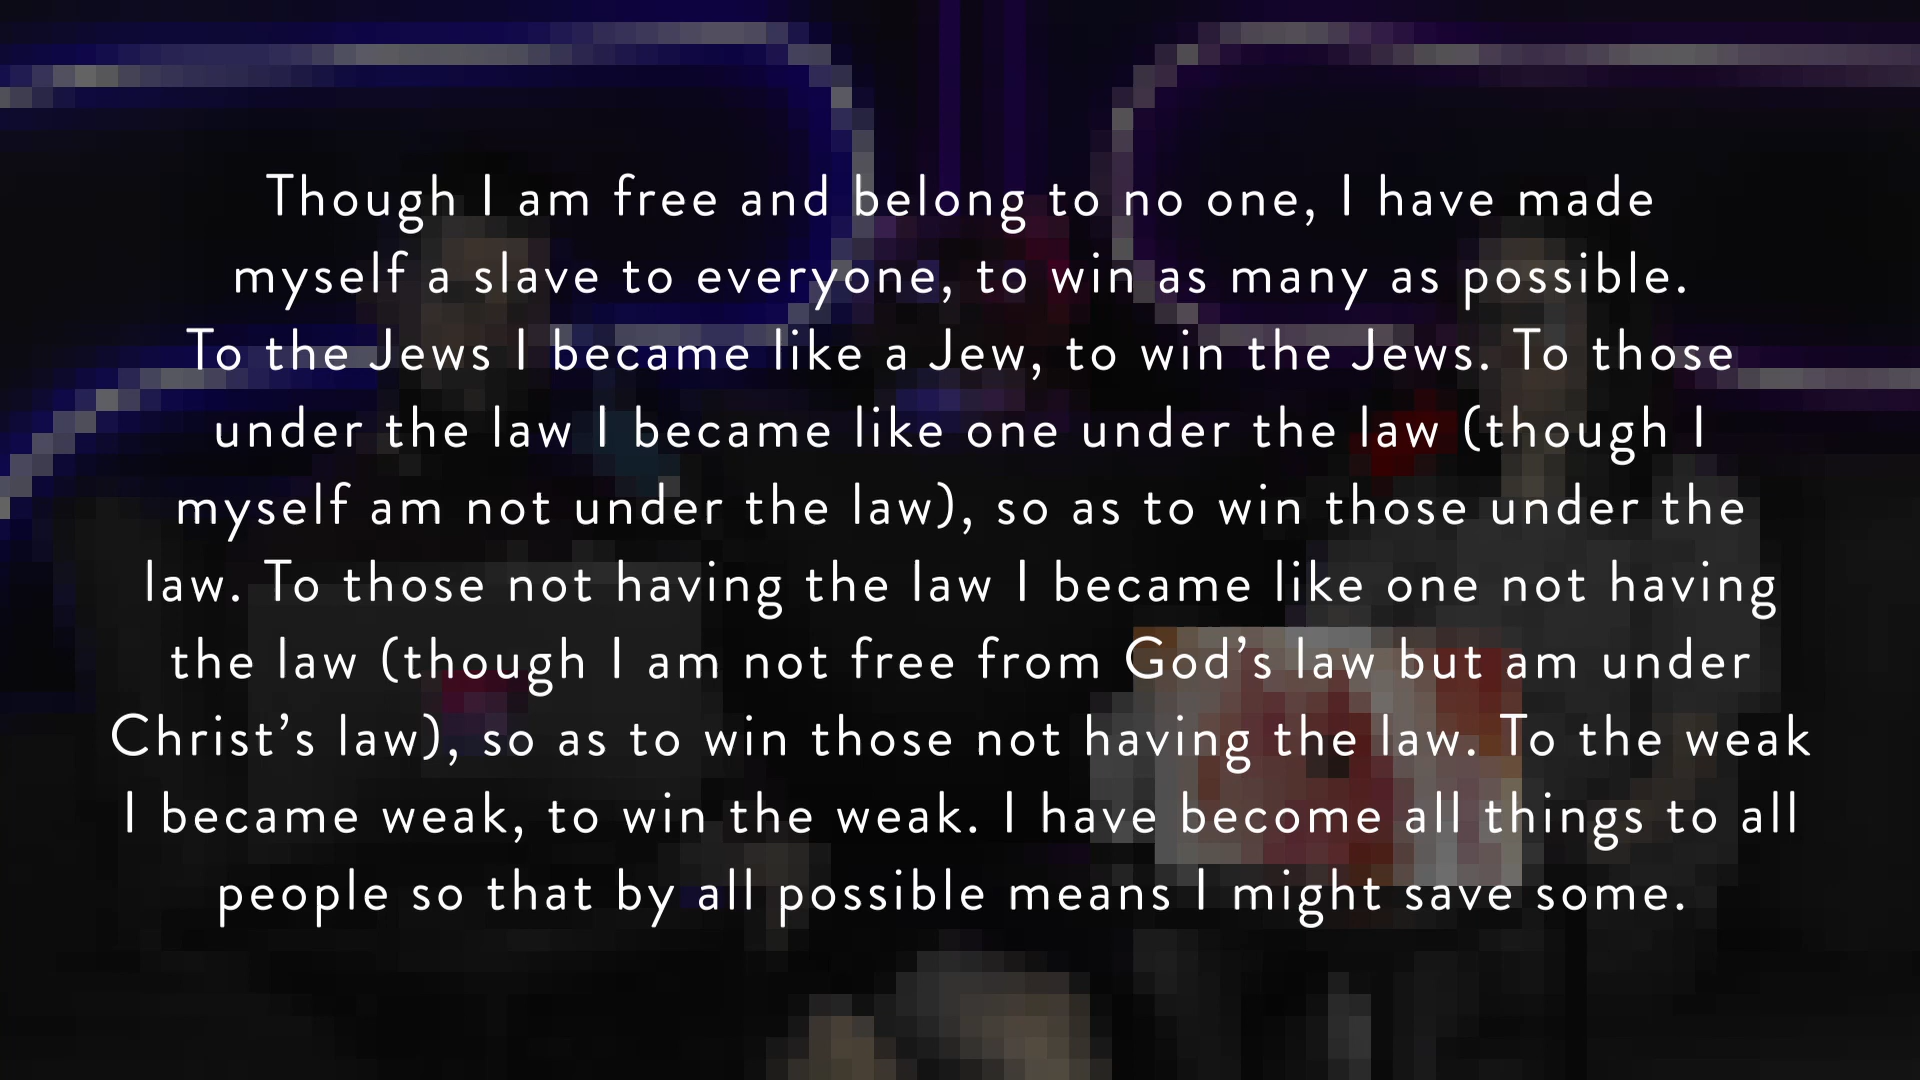 Though I am free and belong to no one, I have made
myself a slave to everyone, to win as many as possible.
To the Jews I became like a Jew, to win the Jews. To those
under the law I became like one under the law (though I
myself am not under the law), so as to win those under the
law. To those not having the law I became like one not having
the law (though I am not free from God’s law but am under
Christ’s law), so as to win those not having the law. To the weak
I became weak, to win the weak. I have become all things to all
people so that by all possible means I might save some.